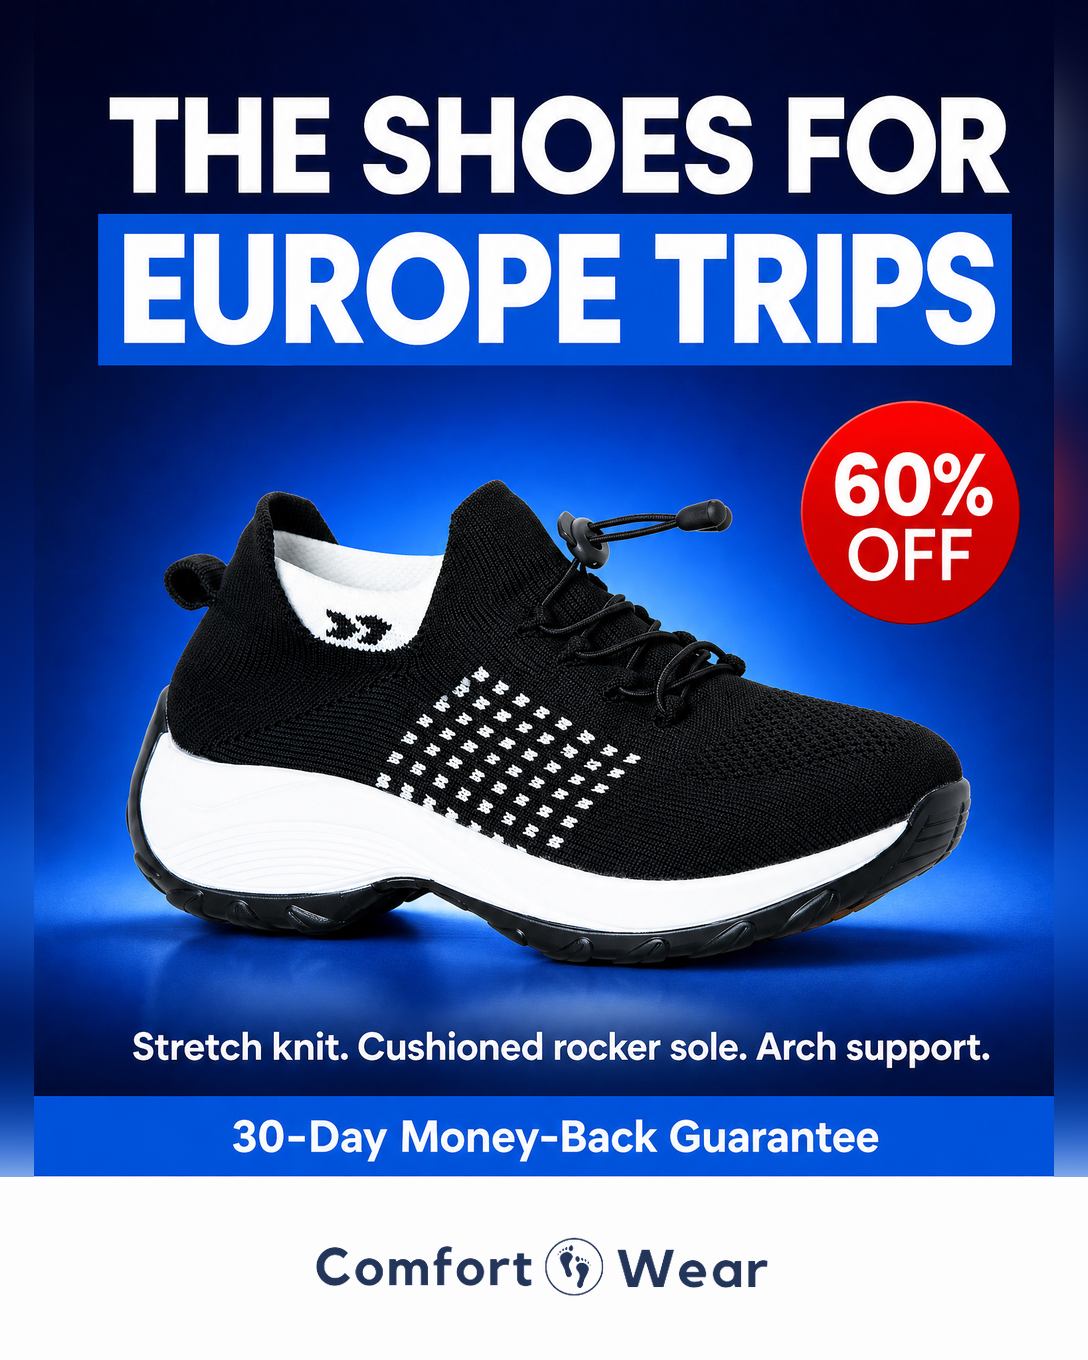 THE SHOES FOR
EUROPE TRIPS
60%
OFF
Stretch knit. Cushioned rocker sole. Arch support.
30-Day Money-Back Guarantee
Comfort Wear